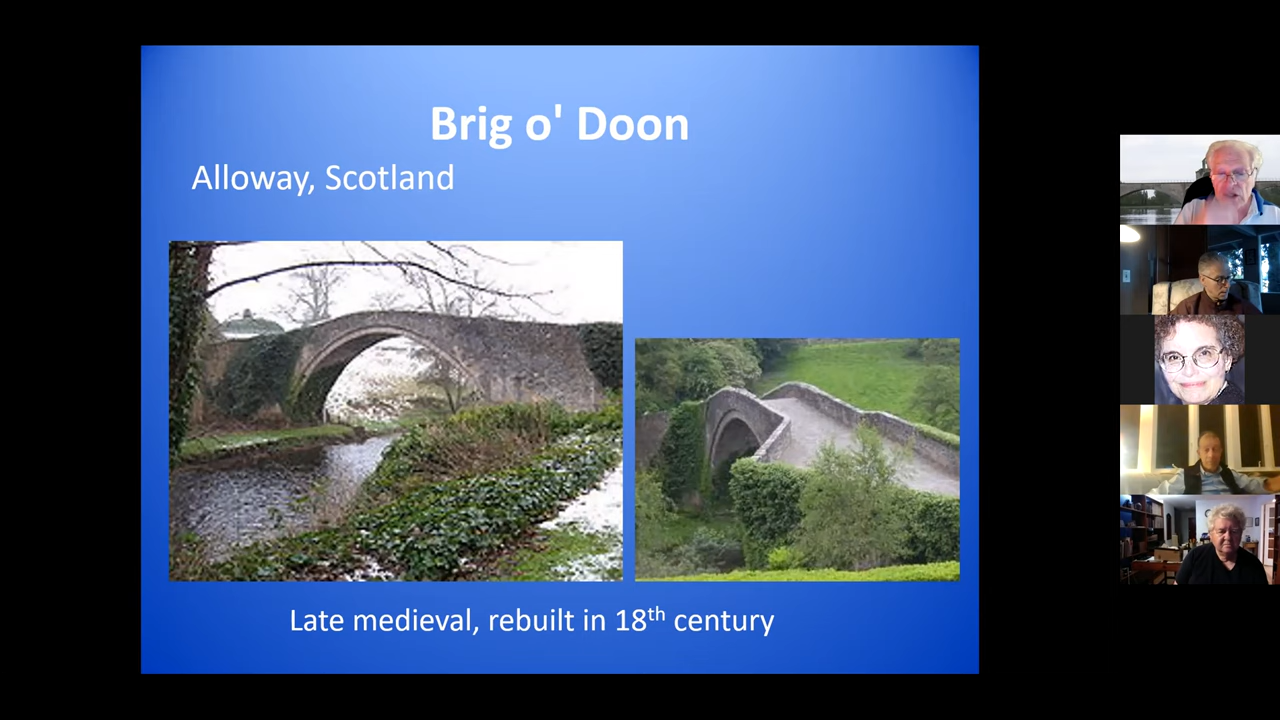 Brig o' Doon
Alloway, Scotland
Late medieval, rebuilt in 18th century